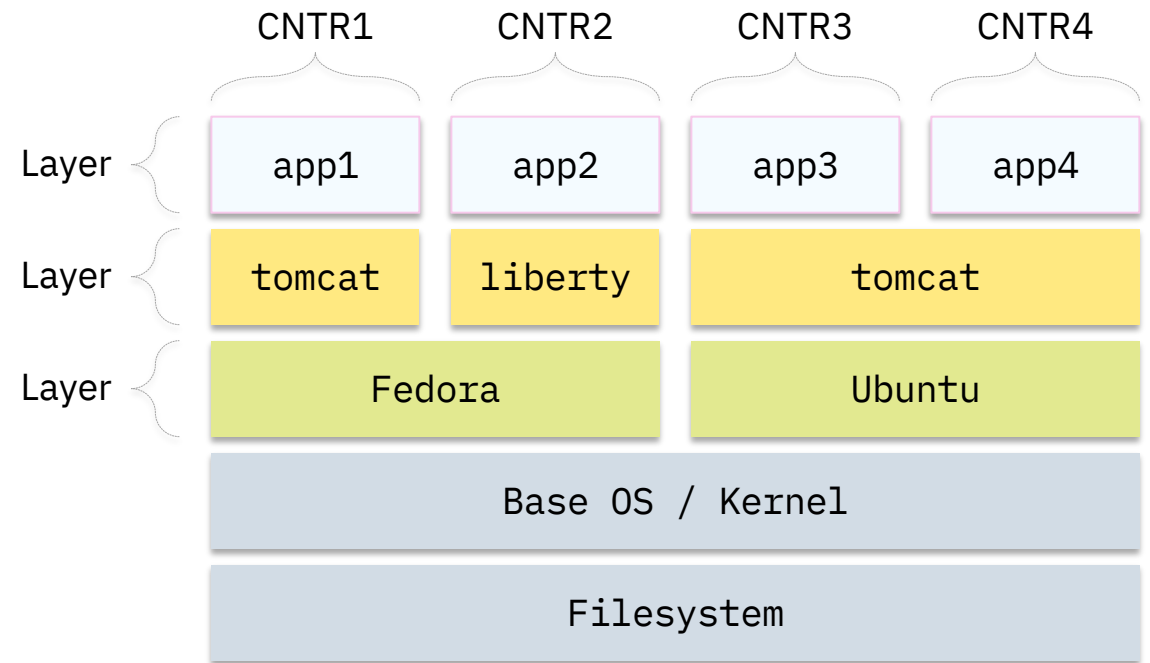 CNTR1 CNTR2 CNTR3 CNTR4
Layer app1 app2 app3 app4
Layer tomcat liberty tomcat
Layer Fedora Ubuntu
Base OS / Kernel
Filesystem